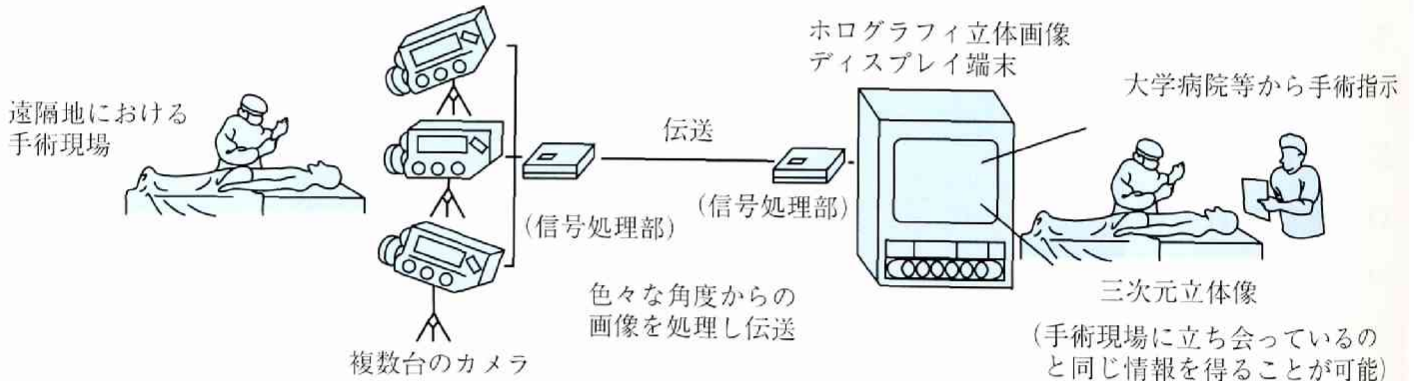 遠隔地における
手術現場
複数台のカメラ
(信号処理部)
伝送
(信号処理部)
色々な角度からの
画像を処理し伝送
ホログラフィ立体画像
ディスプレイ端末
大学病院等から手術指示
三次元立体像
(手術現場に立ち会っているの
と同じ情報を得ることが可能)